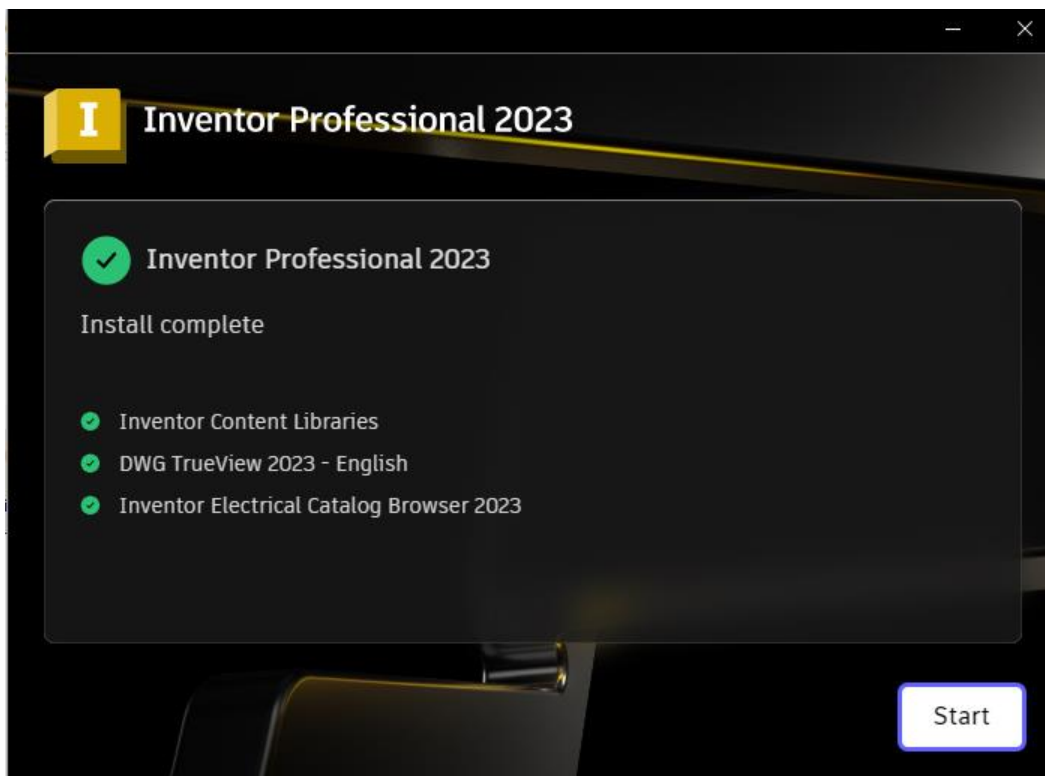 I Inventor Professional 2023
Inventor Professional 2023
Install complete
Inventor Content Libraries
DWG TrueView 2023 - English
Inventor Electrical Catalog Browser 2023
Start